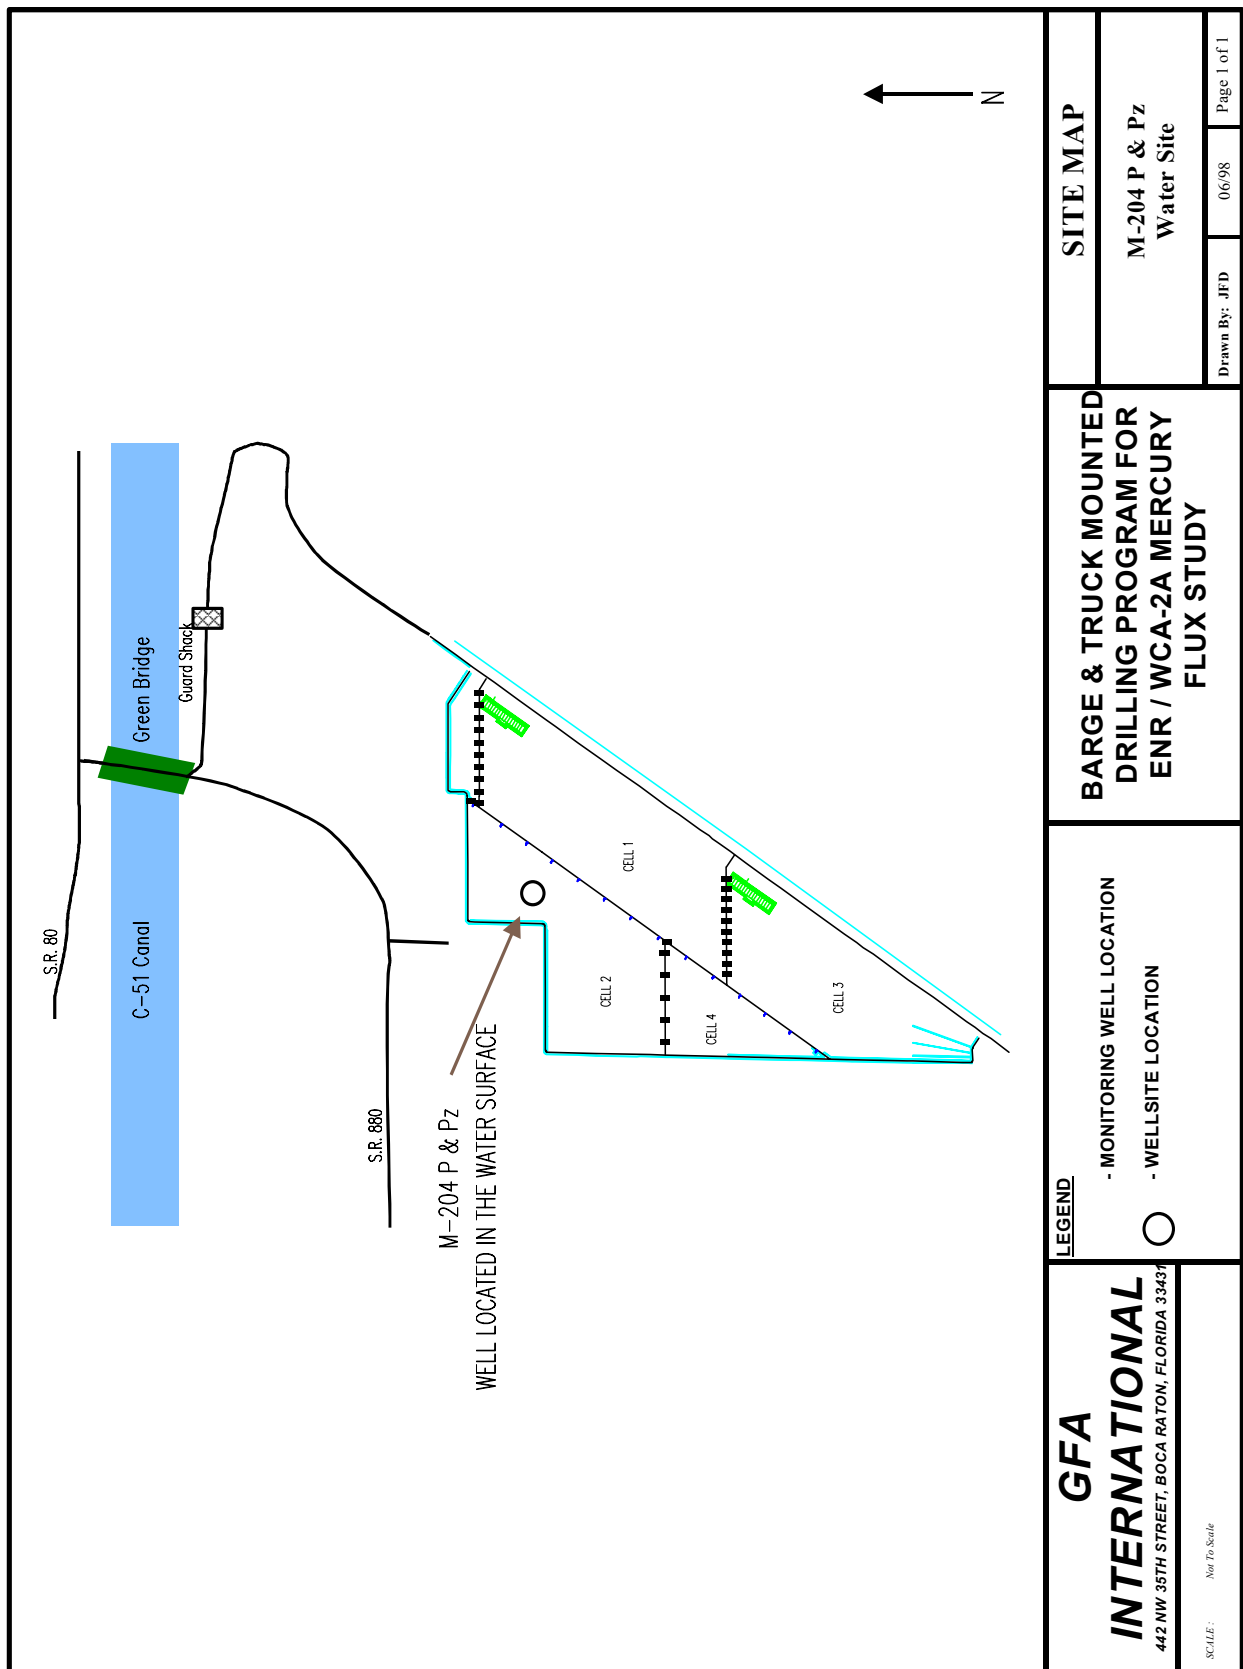 S.R. 80
C-51 Canal
Green Bridge
Guard Shack
S.R. 880
M-204 P & Pz
WELL LOCATED IN THE WATER SURFACE
CELL 1
CELL 2
CELL 4
CELL 3
N
GFA
INTERNATIONAL
442 NW 35TH STREET, BOCA RATON, FLORIDA 33431
SCALE : Not To Scale
LEGEND
- MONITORING WELL LOCATION
- WELLSITE LOCATION
BARGE & TRUCK MOUNTED
DRILLING PROGRAM FOR
ENR / WCA-2A MERCURY
FLUX STUDY
SITE MAP
M-204 P & Pz
Water Site
Drawn By: JFD
06/98
Page 1 of 1